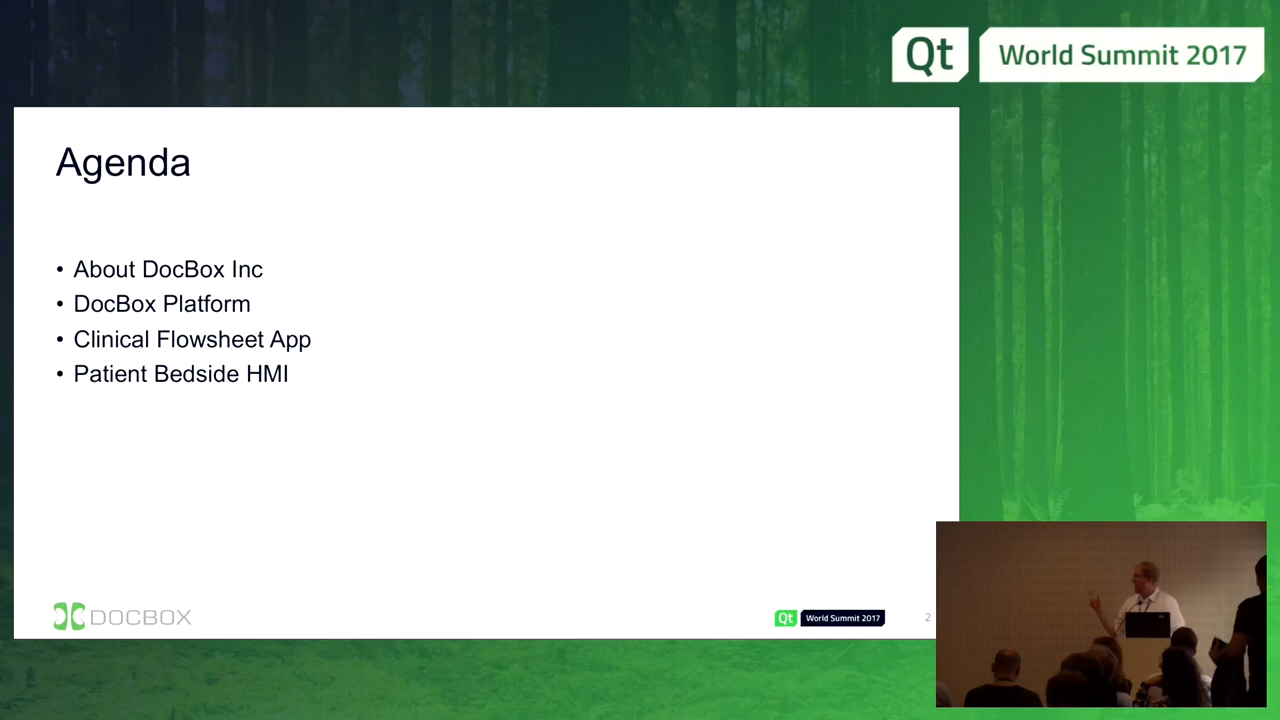 Qt World Summit 2017
Agenda
• About DocBox Inc
• DocBox Platform
• Clinical Flowsheet App
• Patient Bedside HMI
DOCBOX
Qt World Summit 2017
2